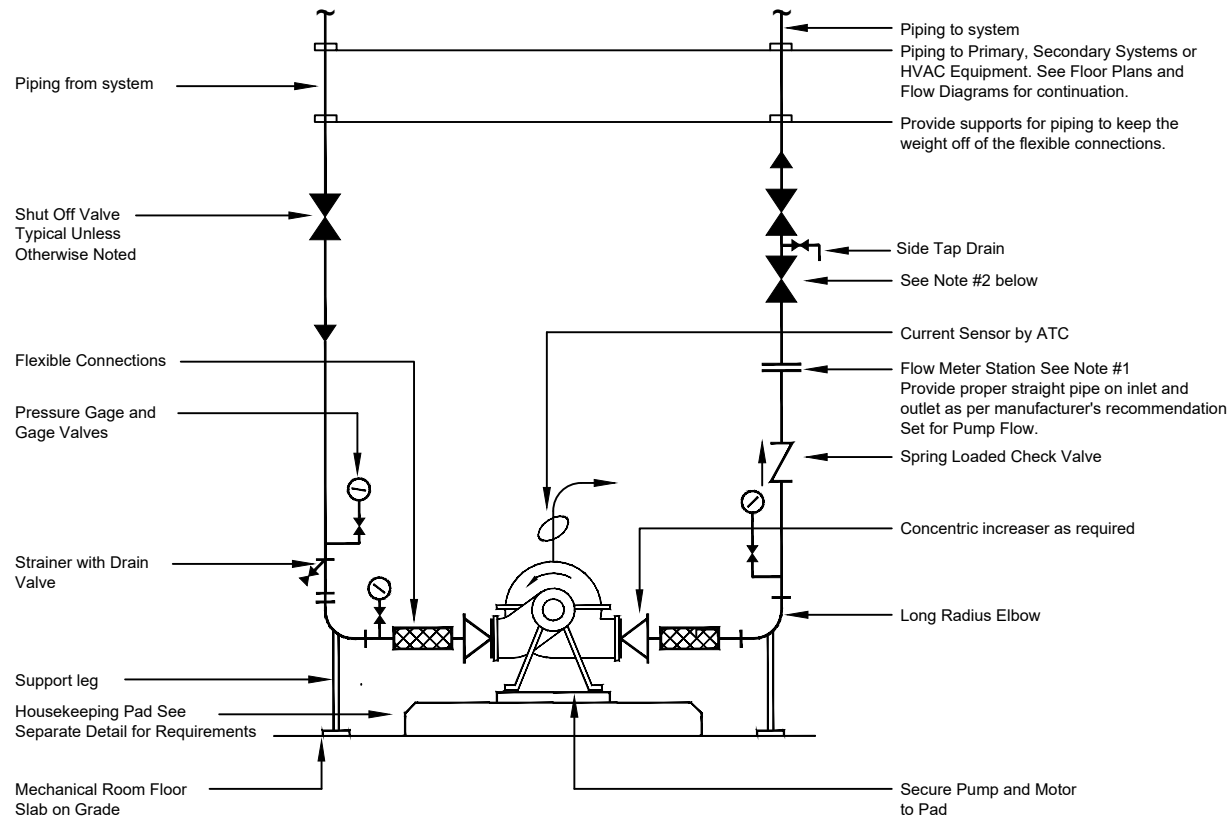 Piping from system
Shut Off Valve
Typical Unless
Otherwise Noted
Flexible Connections
Pressure Gage and
Gage Valves
Strainer with Drain
Valve
Support leg
Housekeeping Pad See
Separate Detail for Requirements
Mechanical Room Floor
Slab on Grade
Piping to system
Piping to Primary, Secondary Systems or
HVAC Equipment. See Floor Plans and
Flow Diagrams for continuation.
Provide supports for piping to keep the
weight off of the flexible connections.
Side Tap Drain
See Note #2 below
Current Sensor by ATC
Flow Meter Station See Note #1
Provide proper straight pipe on inlet and
outlet as per manufacturer's recommendation
Set for Pump Flow.
Spring Loaded Check Valve
Concentric increaser as required
Long Radius Elbow
Secure Pump and Motor
to Pad